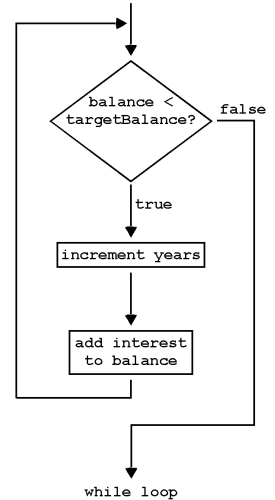 balance <
targetBalance?
false
true
increment years
add interest
to balance
while loop